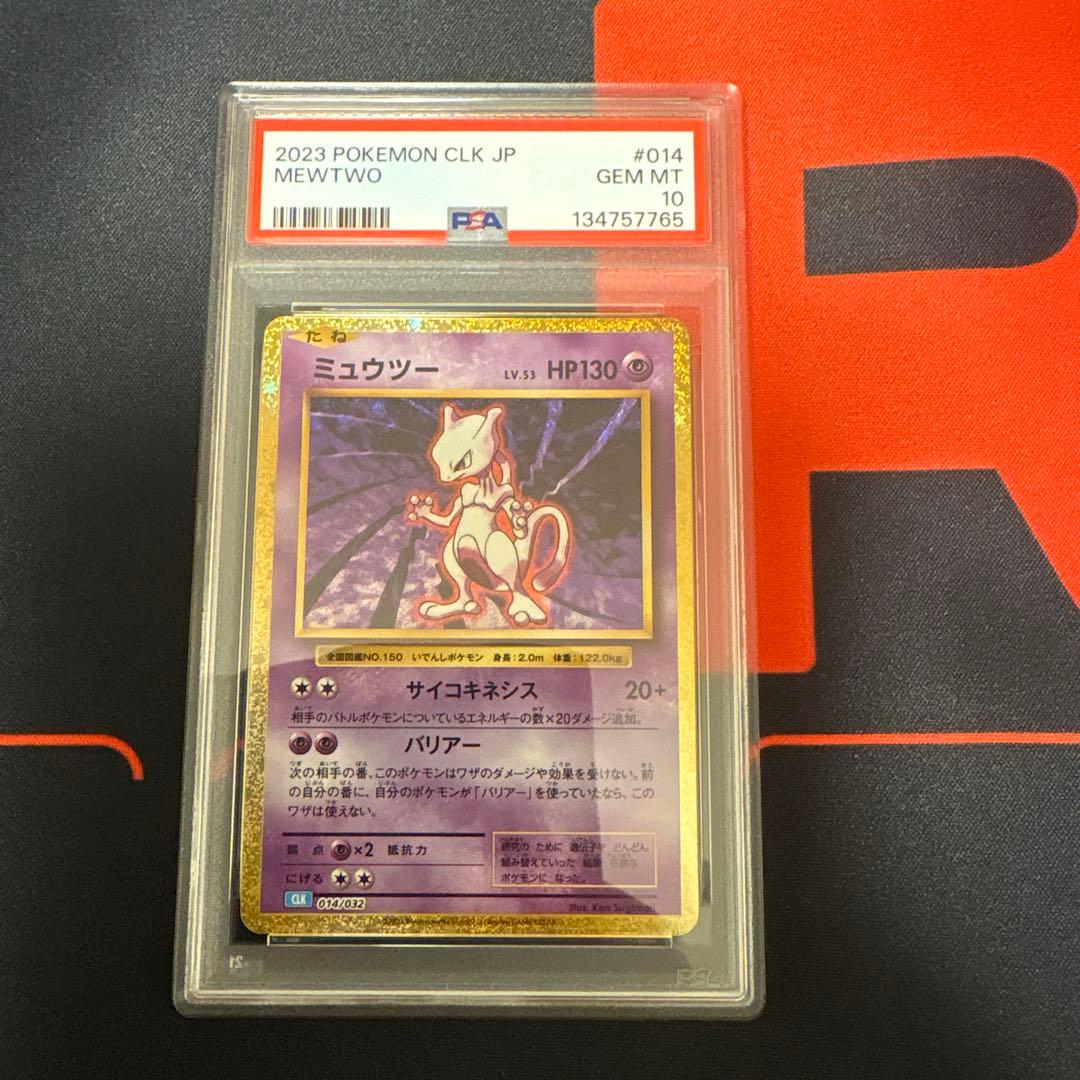 2023 POKEMON CLK JP #014
MEWTWO GEM MT
10
PSA 134757765
たね
ミュウツー LV.53 HP130
全国図鑑NO.150 いでんしポケモン 身長:2.0m 体重:122.0kg
サイコキネシス 20+
相手のバトルポケモンについているエネルギーの数×20ダメージ追加。
バリアー
次の相手の番、このポケモンはワザのダメージや効果を受けない。前
の自分の番に、自分のポケモンが「バリアー」を使っていたなら、この
ワザは使えない。
弱点 ×2 抵抗力
にげる
研究の ために 遺伝子を どんどん
組み替えていった 結果
ポケモンに なった。
CLK 014/032
Illus. Ken Sugimori
R